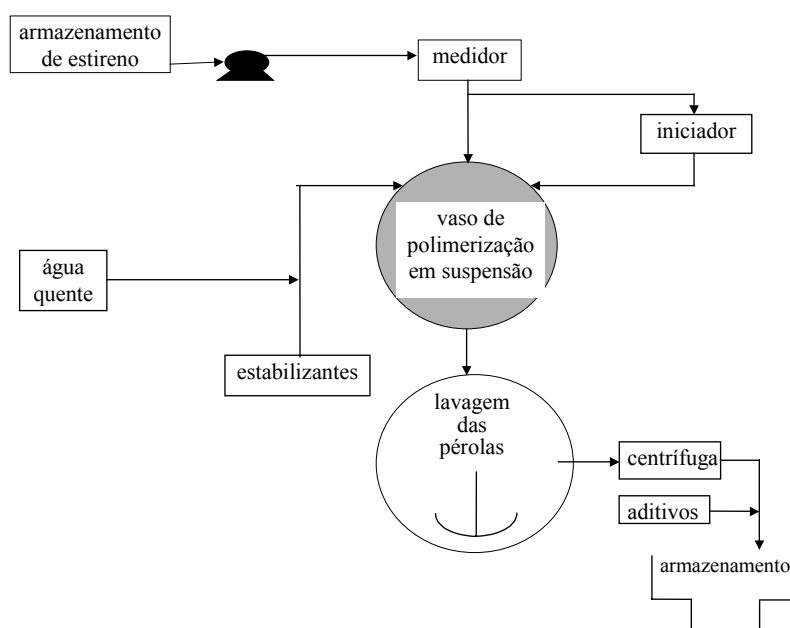 armazenamento
de estireno
medidor
iniciador
vaso de
polimerização
em suspensão
água
quente
estabilizantes
lavagem
das
pérolas
centrífuga
aditivos
armazenamento